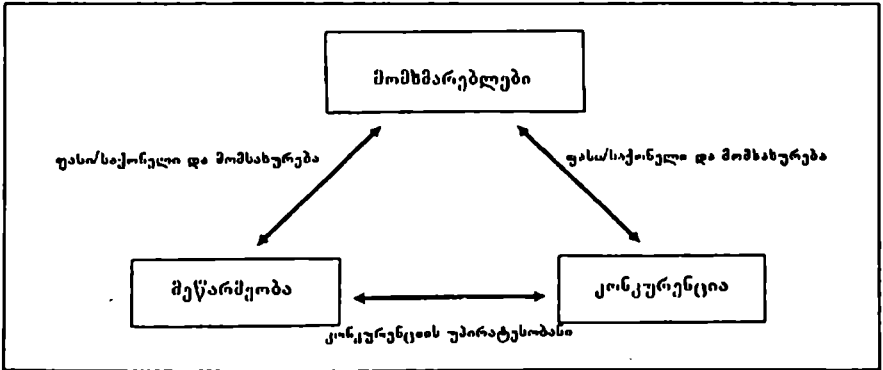 მომხმარებლები
ფასი/საქონელი და მომსახურება
ფასი/საქონელი და მომსახურება
მეწარმეობა
კონკურენცია
კონკურენციის უპირატესობანი